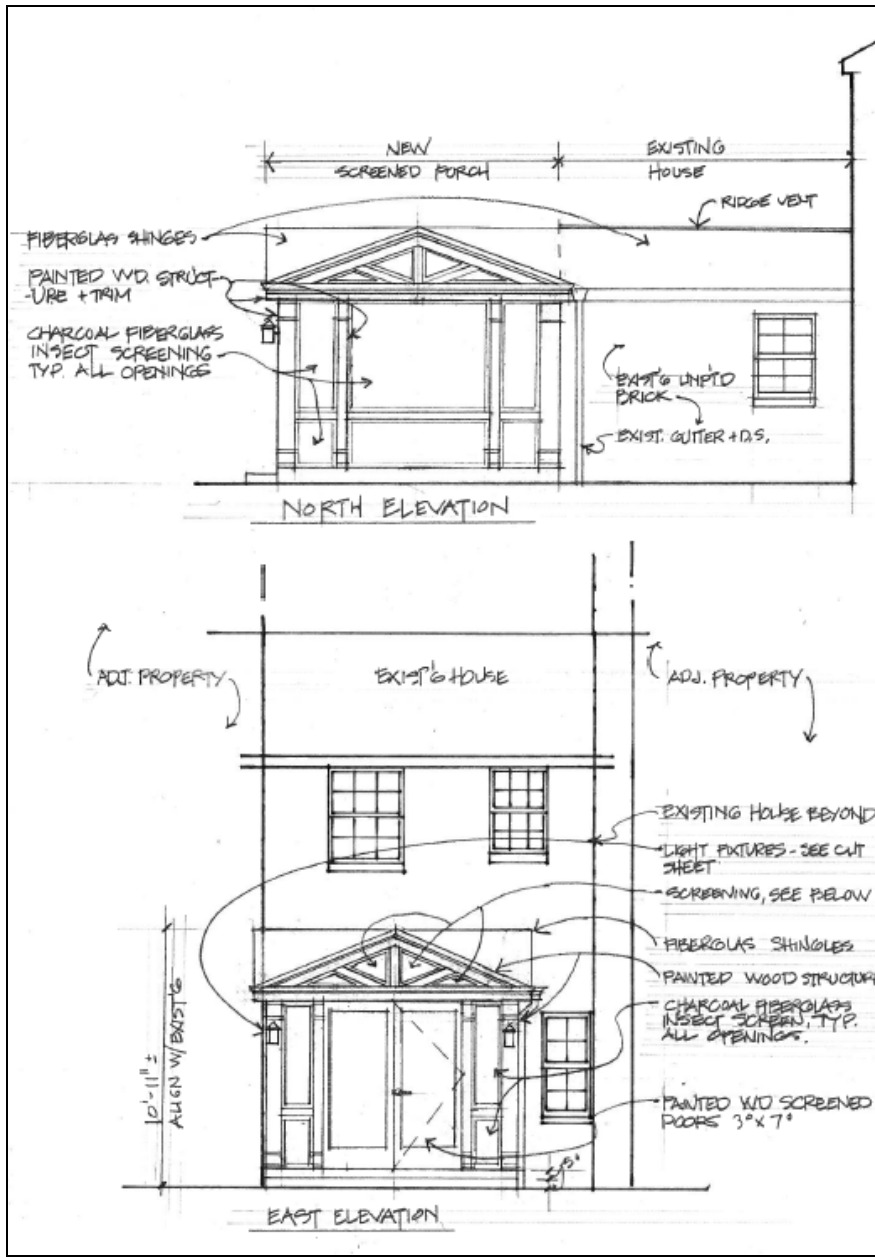 NEW
SCREENED PORCH
EXISTING
HOUSE
RIDGE VENT
FIBERGLAS SHINGES
PAINTED WD. STRUCT-
-URE + TRIM
CHARCOAL FIBERGLASS
INSECT SCREENING
TYP. ALL OPENINGS
EXIST'G UNPT'D
BRICK
EXIST. GUTTER + D.S.
NORTH ELEVATION
ADJ. PROPERTY
EXIST'G HOUSE
ADJ. PROPERTY
EXISTING HOUSE BEYOND
LIGHT FIXTURES - SEE CUT
SHEET
SCREENING, SEE BELOW
FIBERGLAS SHINGLES
PAINTED WOOD STRUCTURE
CHARCOAL FIBERGLASS
INSECT SCREEN, TYP.
ALL OPENINGS.
10'-11" ±
ALIGN W/ EXIST'G
PAINTED WD SCREENED
DOORS 3° x 7°
EAST ELEVATION